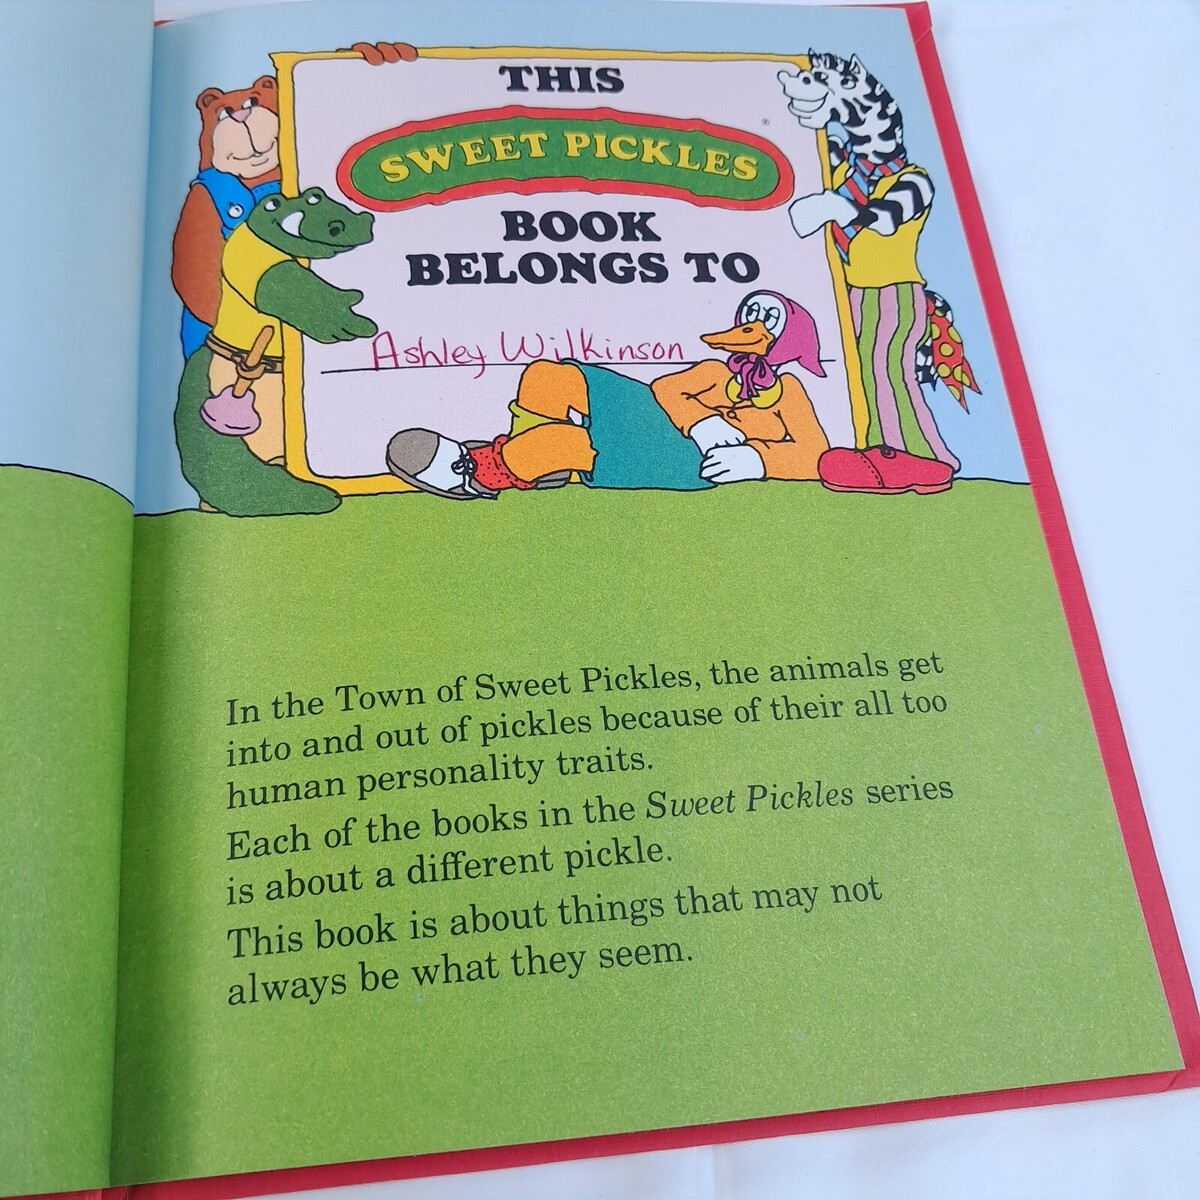 THIS
SWEET PICKLES
®
BOOK
BELONGS TO
Ashley Wilkinson
In the Town of Sweet Pickles, the animals get
into and out of pickles because of their all too
human personality traits.
Each of the books in the Sweet Pickles series
is about a different pickle.
This book is about things that may not
always be what they seem.